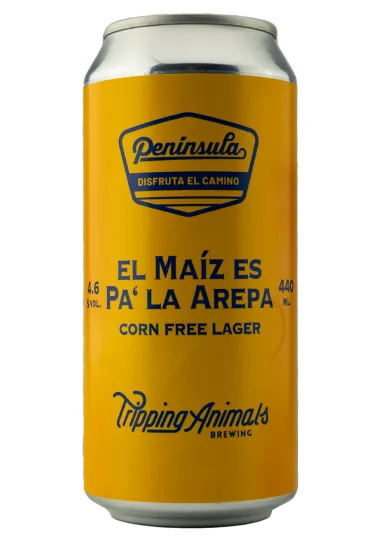 Península
DISFRUTA EL CAMINO
EL MAÍZ ES
4.6 PA' LA AREPA 440
% VOL. ML.
CORN FREE LAGER
Tripping Animals
BREWING